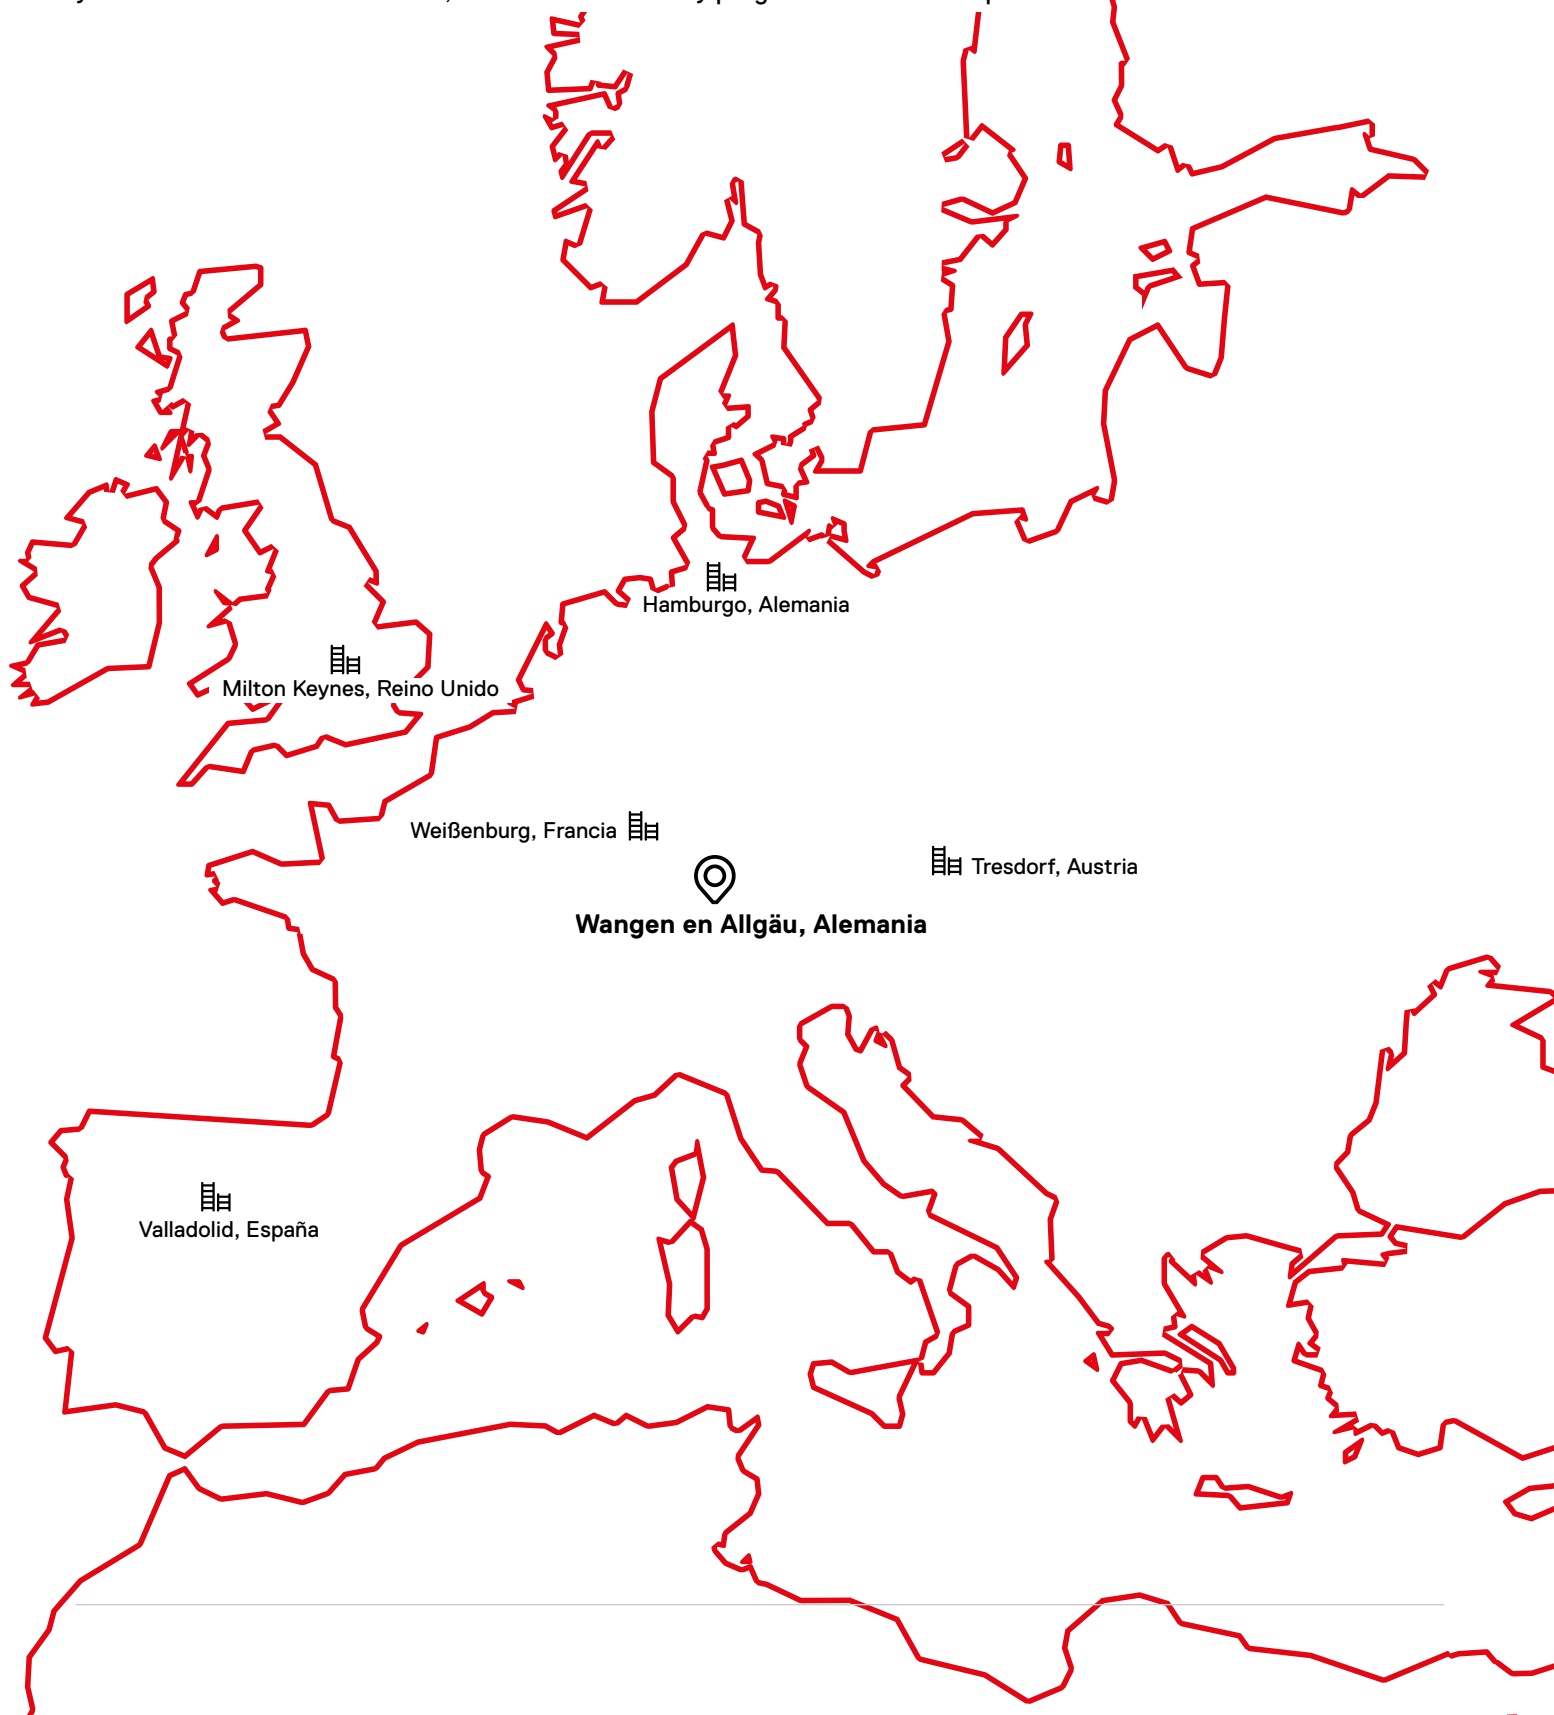 Hamburgo, Alemania
Milton Keynes, Reino Unido
Weißenburg, Francia
Tresdorf, Austria
Wangen en Allgäu, Alemania
Valladolid, España